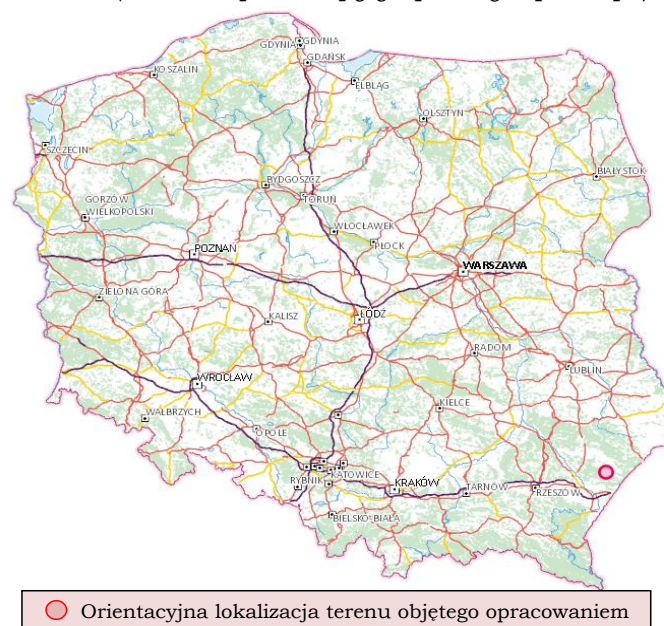 GDYNIA
GDYNIA
GDAŃSK
KOSZALIN
ELBLĄG
OLSZTYN
SZCZECIN
BIAŁYSTOK
BYDGOSZCZ
TORUŃ
GORZÓW
WIELKOPOLSKI
WŁOCŁAWEK
PŁOCK
POZNAŃ
WARSZAWA
ZIELONA GÓRA
KALISZ
ŁÓDŹ
RADOM
LUBLIN
WROCŁAW
WAŁBRZYCH
KIELCE
OPOLE
RYBNIK
KATOWICE
KRAKÓW
TARNÓW
RZESZÓW
BIELSKO-BIAŁA
Orientacyjna lokalizacja terenu objętego opracowaniem